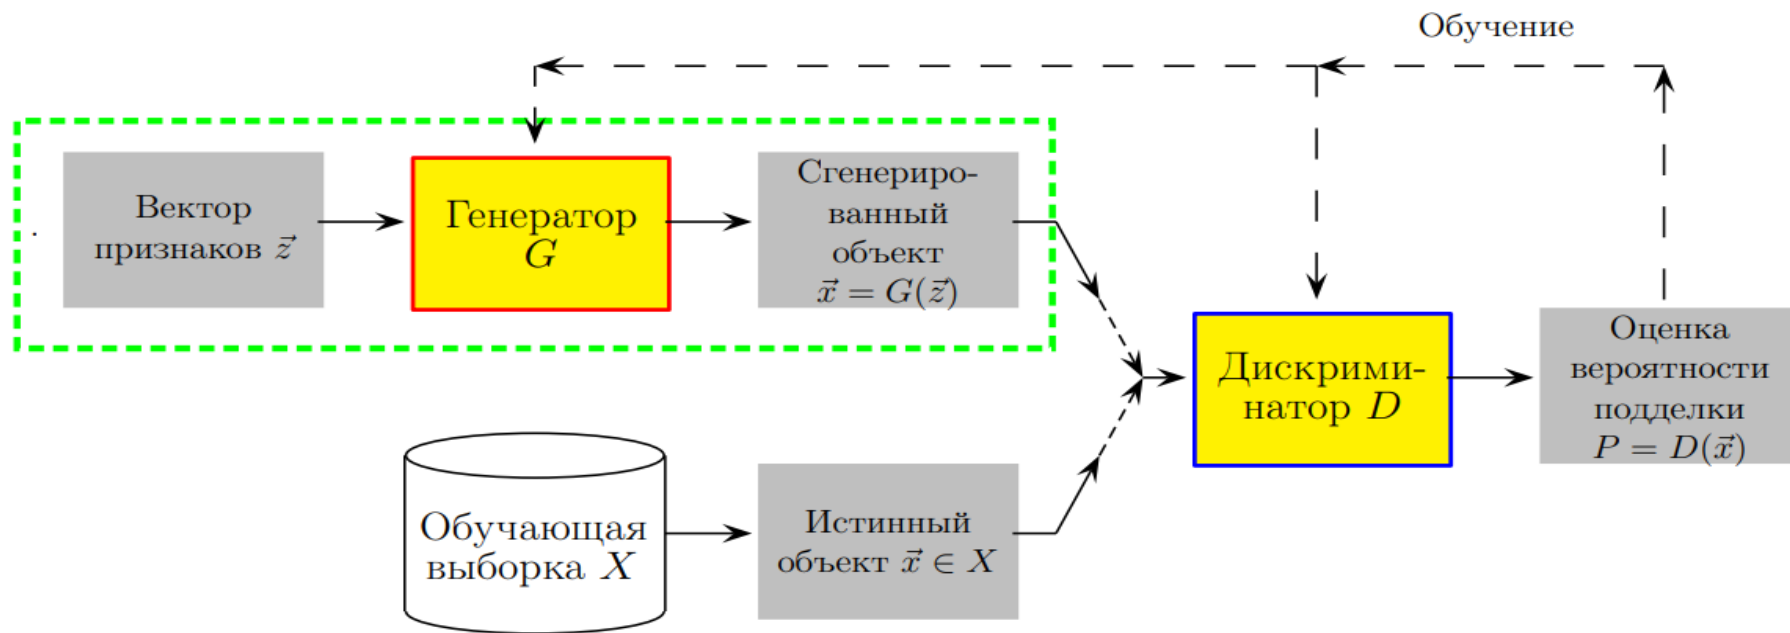 Обучение
Вектор
признаков z⃗
Генератор
G
Сгенериро-
ванный
объект
x⃗ = G(z⃗)
Дискрими-
натор D
Оценка
вероятности
подделки
P = D(x⃗)
Обучающая
выборка X
Истинный
объект x⃗ ∈ X